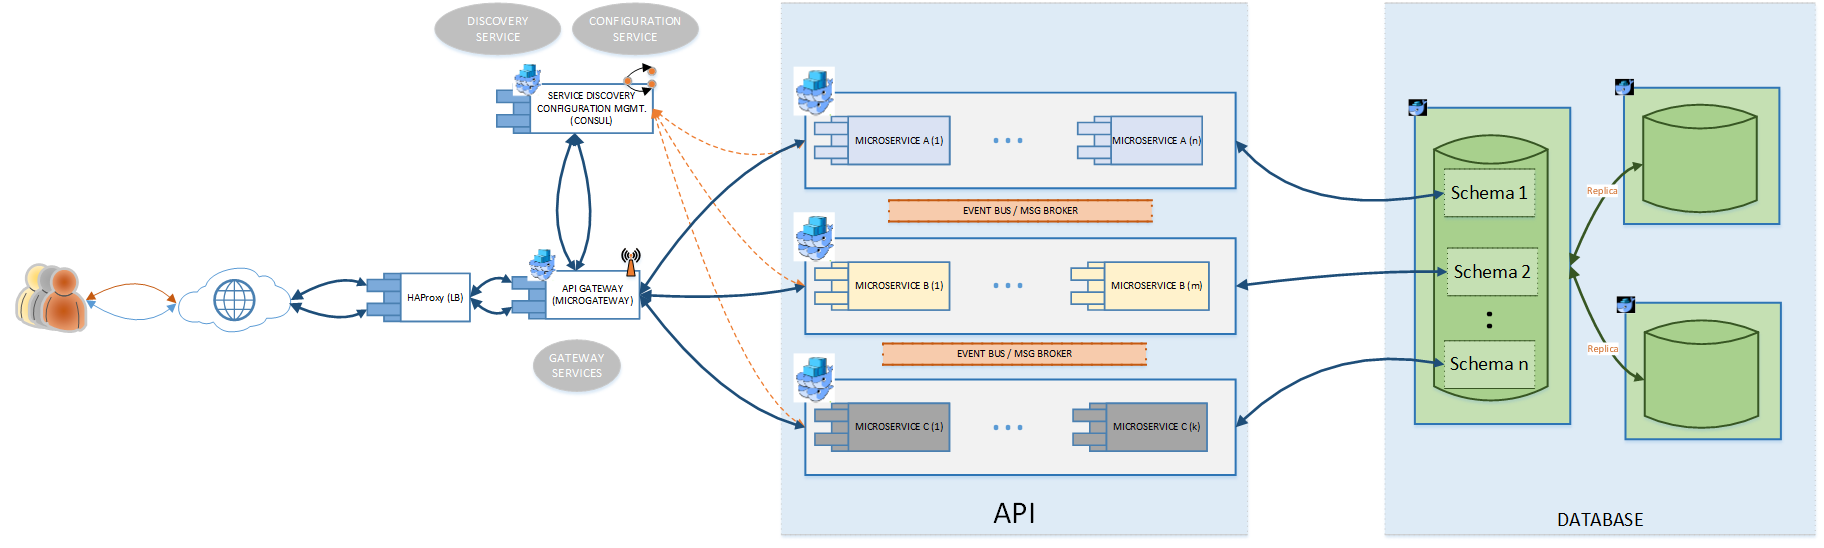 DISCOVERY
SERVICE
CONFIGURATION
SERVICE
SERVICE DISCOVERY
CONFIGURATION MGMT.
(CONSUL)
HAProxy (LB)
API GATEWAY
(MICROGATEWAY)
GATEWAY
SERVICES
MICROSERVICE A (1)
MICROSERVICE A (n)
EVENT BUS / MSG BROKER
MICROSERVICE B (1)
MICROSERVICE B (m)
EVENT BUS / MSG BROKER
MICROSERVICE C (1)
MICROSERVICE C (k)
API
Schema 1
Schema 2
Schema n
Replica
Replica
DATABASE